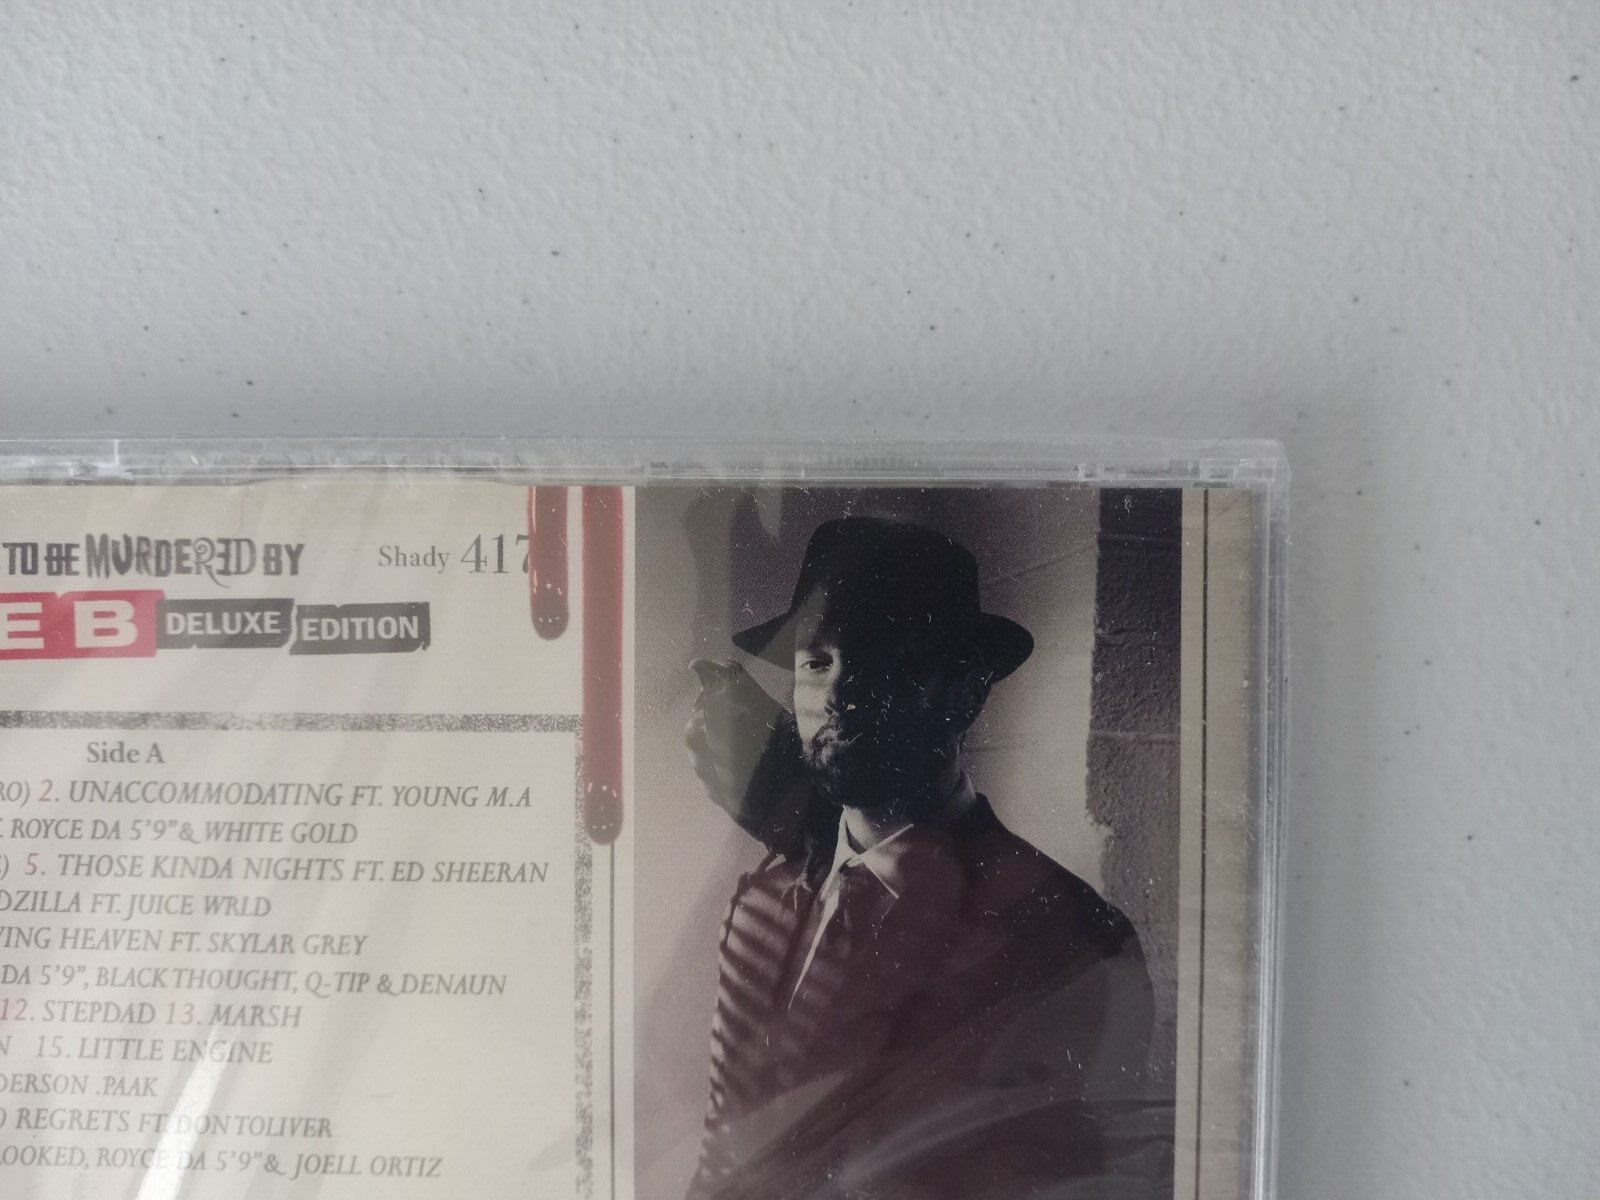 TO BE MURDERED BY
Shady 417
E B DELUXE EDITION
Side A
RO) 2. UNACCOMMODATING FT. YOUNG M.A
ROYCE DA 5'9"& WHITE GOLD
) 5. THOSE KINDA NIGHTS FT. ED SHEERAN
DZILLA FT. JUICE WRLD
VING HEAVEN FT. SKYLAR GREY
DA 5'9", BLACK THOUGHT, Q-TIP & DENAUN
12. STEPDAD 13. MARSH
N 15. LITTLE ENGINE
DERSON .PAAK
) REGRETS FT. DON TOLIVER
OOKED, ROYCE DA 5'9"& JOELL ORTIZ